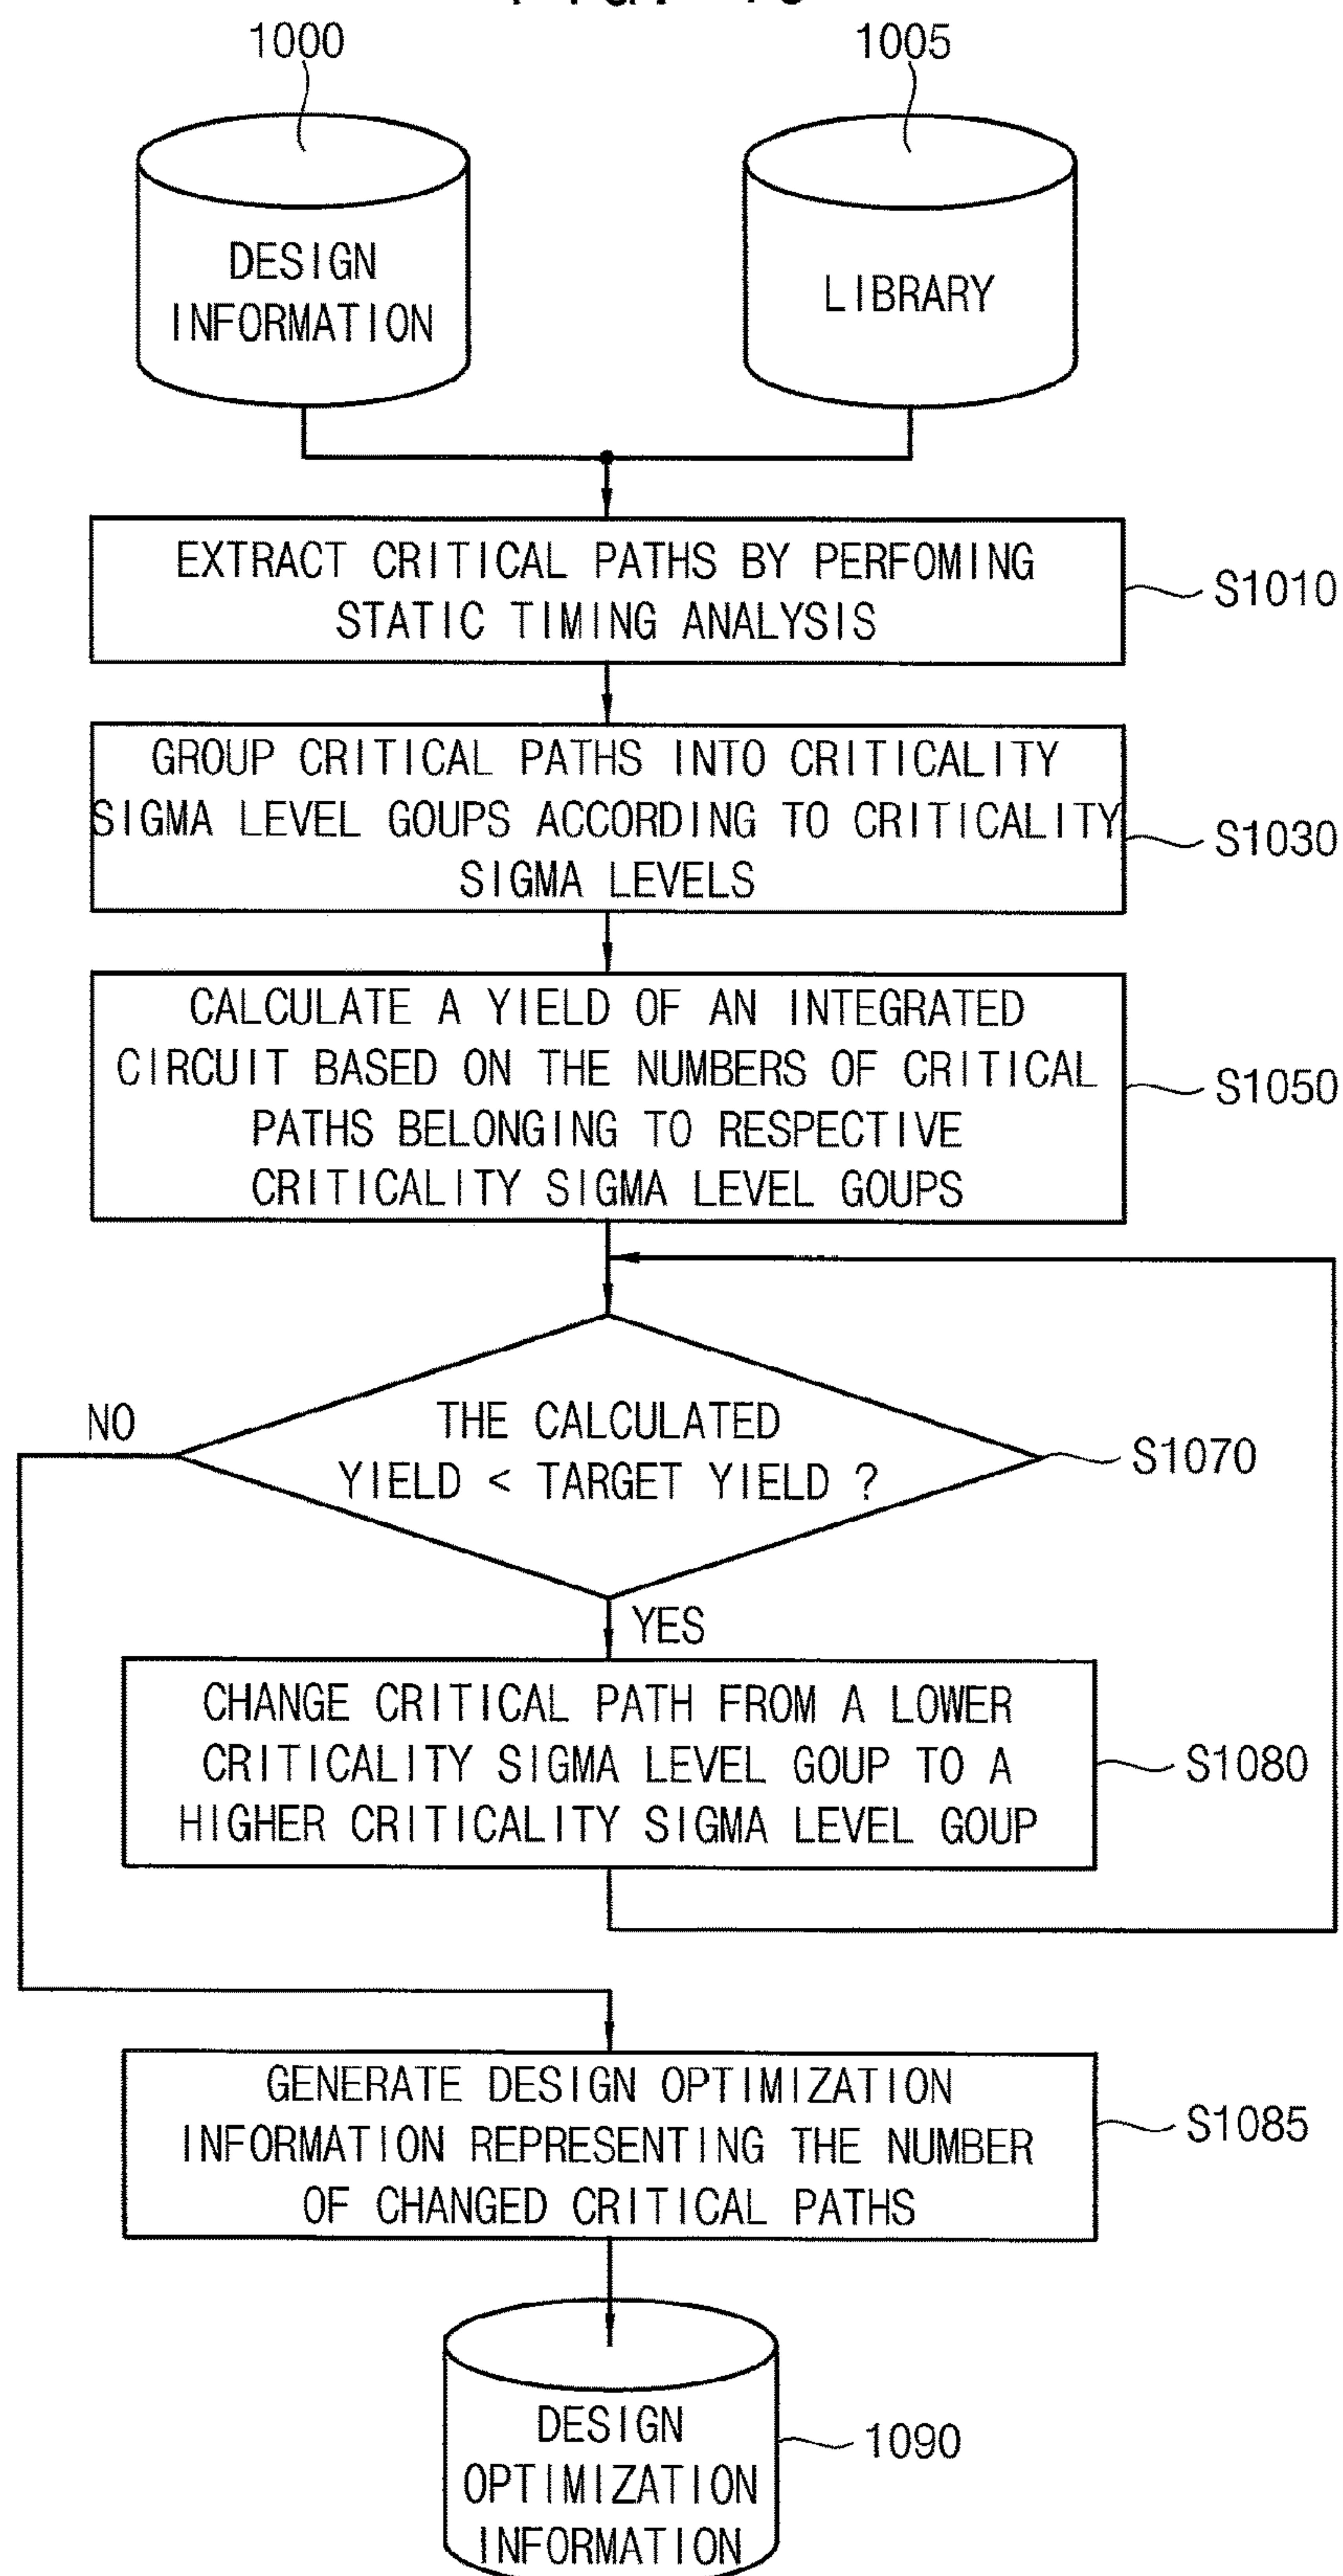 1000
1005
DESIGN
INFORMATION
LIBRARY
EXTRACT CRITICAL PATHS BY PERFOMING
STATIC TIMING ANALYSIS
S1010
GROUP CRITICAL PATHS INTO CRITICALITY
SIGMA LEVEL GOUPS ACCORDING TO CRITICALITY
SIGMA LEVELS
S1030
CALCULATE A YIELD OF AN INTEGRATED
CIRCUIT BASED ON THE NUMBERS OF CRITICAL
PATHS BELONGING TO RESPECTIVE
CRITICALITY SIGMA LEVEL GOUPS
S1050
NO
THE CALCULATED
YIELD < TARGET YIELD ?
S1070
YES
CHANGE CRITICAL PATH FROM A LOWER
CRITICALITY SIGMA LEVEL GOUP TO A
HIGHER CRITICALITY SIGMA LEVEL GOUP
S1080
GENERATE DESIGN OPTIMIZATION
INFORMATION REPRESENTING THE NUMBER
OF CHANGED CRITICAL PATHS
S1085
DESIGN
OPTIMIZATION
INFORMATION
1090